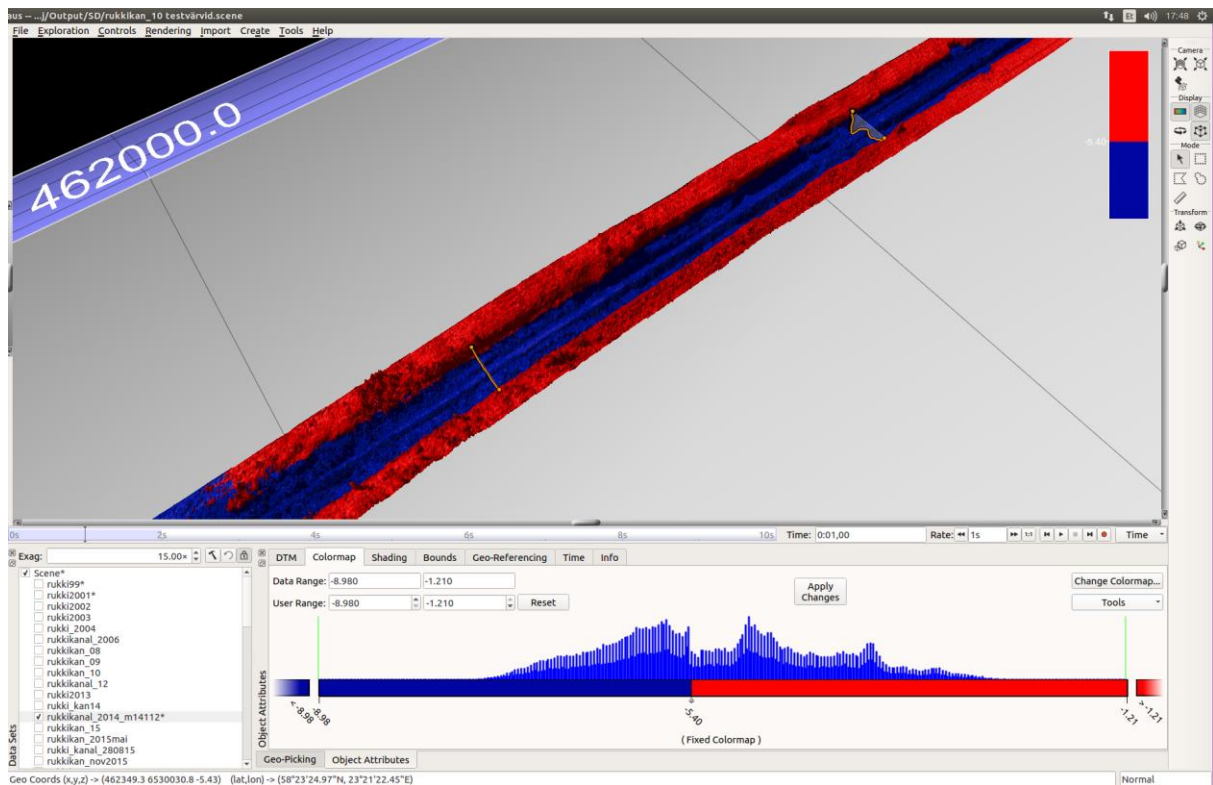 aus -- ...j/Output/SD/rukkikan_10 testvärvid.scene
Et 17:48
File Exploration Controls Rendering Import Create Tools Help
462000.0
-5.40
Camera
Display
Mode
Transform
0s 2s 4s 6s 8s 10s Time: 0:01,00 Rate: 1s 1:1 Time
Exag: 15.00×
DTM Colormap Shading Bounds Geo-Referencing Time Info
Scene*
rukki99*
rukki2001*
rukki2002
rukki2003
rukki_2004
rukkikanal_2006
rukkikan_08
rukkikan_09
rukkikan_10
rukkikanal_12
rukki2013
rukki_kan14
rukkikanal_2014_m14112*
rukkikan_15
rukkikan_2015mai
rukki_kanal_280815
rukkikan_nov2015
Data Sets
Object Attributes
Data Range: -8.980 -1.210
User Range: -8.980 -1.210 Reset
Apply Changes
Change Colormap...
Tools
< -8.98 -8.98 -5.40 -1.21 > -1.21
( Fixed Colormap )
Geo-Picking Object Attributes
Geo Coords (x,y,z) -> (462349.3 6530030.8 -5.43) (lat,lon) -> (58°23'24.97"N, 23°21'22.45"E)
Normal